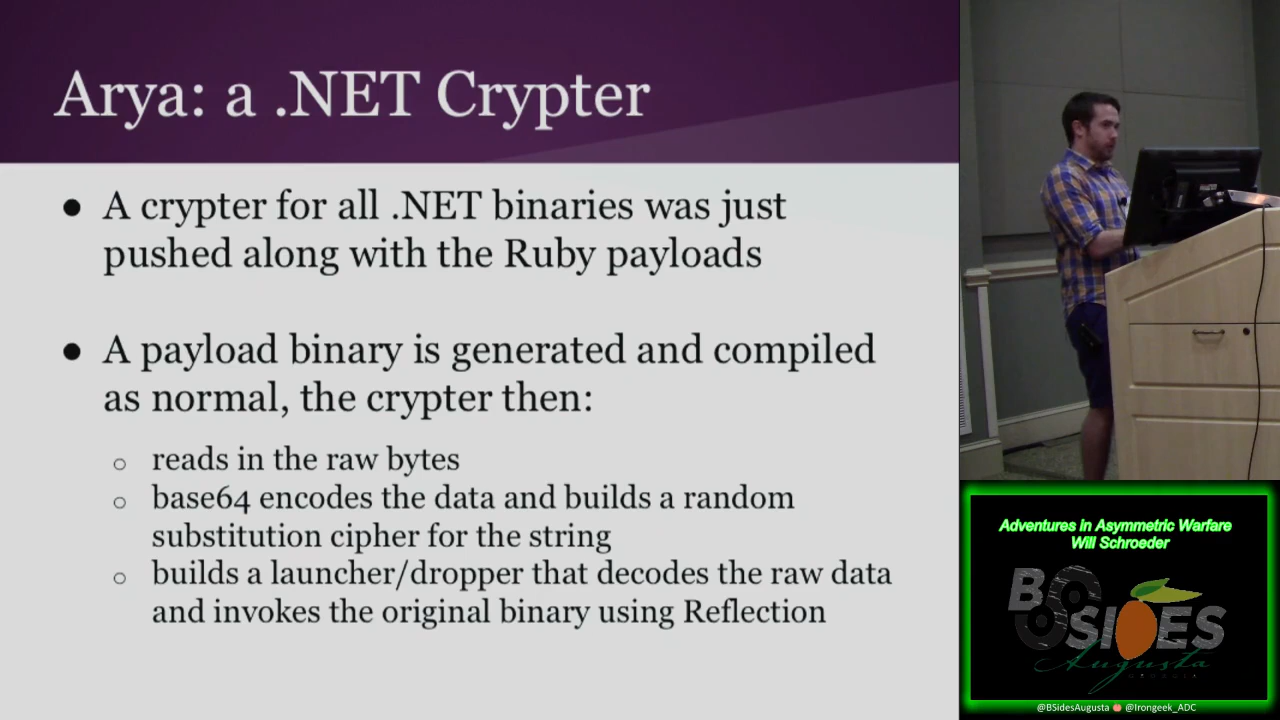 Arya: a .NET Crypter
● A crypter for all .NET binaries was just
pushed along with the Ruby payloads
● A payload binary is generated and compiled
as normal, the crypter then:
○ reads in the raw bytes
○ base64 encodes the data and builds a random
substitution cipher for the string
○ builds a launcher/dropper that decodes the raw data
and invokes the original binary using Reflection
Adventures in Asymmetric Warfare
Will Schroeder
BSIDES
Augusta
GEORGIA
@BSidesAugusta @Irongeek_ADC